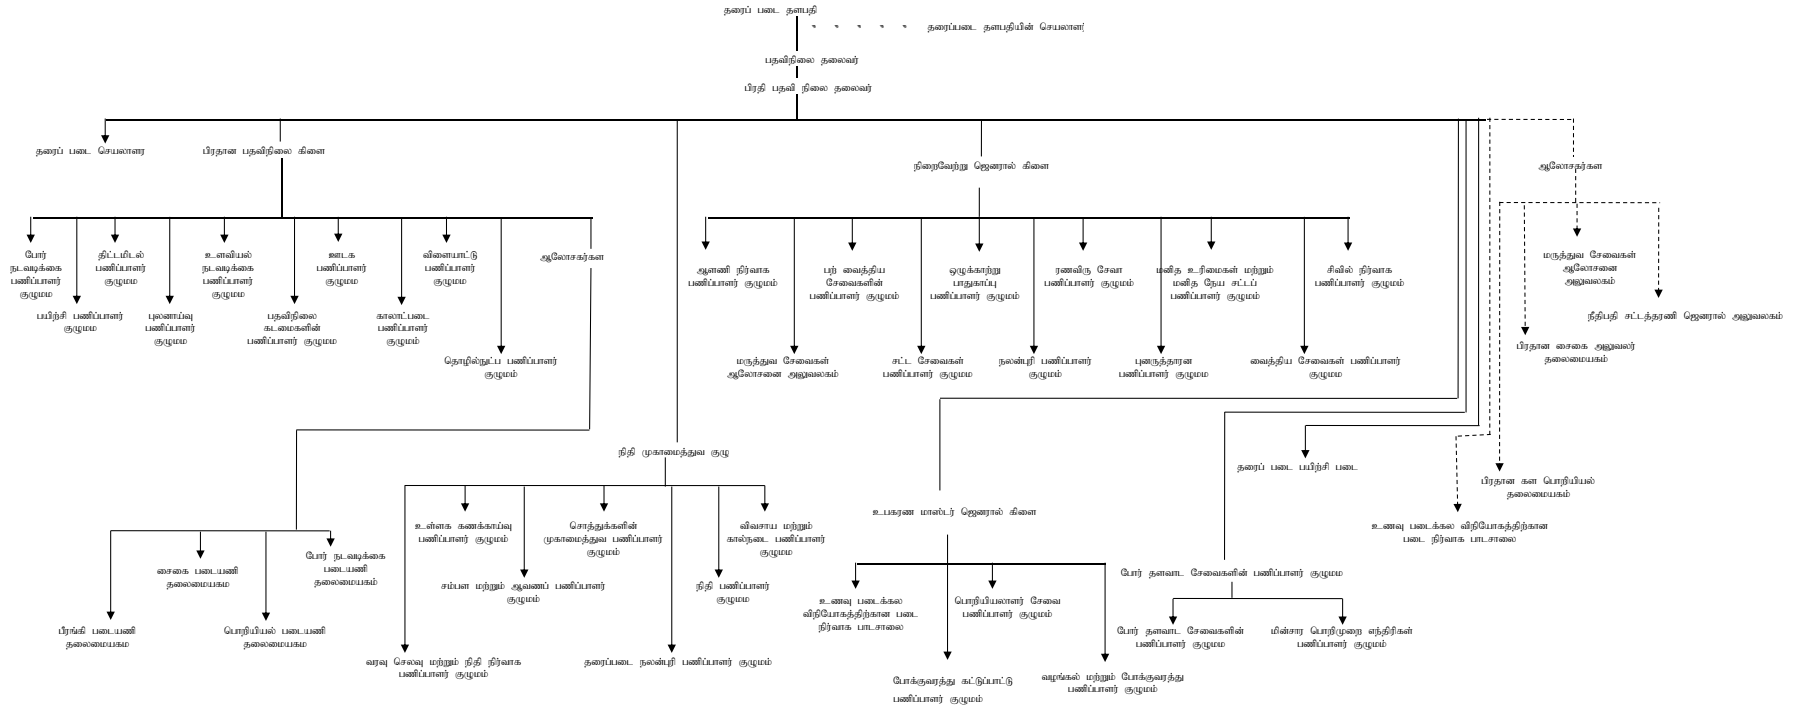 தரைப் படை தளபதி
தரைப்படை தளபதியின் செயலாளர்
பதவிநிலை தலைவர்
பிரதி பதவி நிலை தலைவர்
தரைப் படை செயலாளர
பிரதான பதவிநிலை கிளை
நிறைவேற்று ஜெனரால் கிளை
ஆலோசகர்கள
போர்
நடவடிக்கை
பணிப்பாளர்
குழுமம
பயிற்சி பணிப்பாளர்
குழுமம
திட்டமிடல்
பணிப்பாளர்
குழுமம
புலனாய்வு
பணிப்பாளர்
குழுமம
உளவியல்
நடவடிக்கை
பணிப்பாளர்
குழுமம
பதவிநிலை
கடமைகளின்
பணிப்பாளர் குழுமம
ஊடக
பணிப்பாளர்
குழுமம
காலாட்படை
பணிப்பாளர்
குழுமம்
விளையாட்டு
பணிப்பாளர்
குழுமம
தொழில்நுட்ப பணிப்பாளர்
குழுமம்
ஆலோசகர்கள
ஆளணி நிர்வாக
பணிப்பாளர் குழுமம்
மருத்துவ சேவைகள்
ஆலோசனை அலுவலகம்
பற் வைத்திய
சேவைகளின்
பணிப்பாளர் குழுமம்
சட்ட சேவைகள்
பணிப்பாளர் குழுமம
ஒழுக்காற்று
பாதுகாப்பு
பணிப்பாளர் குழுமம்
நலன்புரி பணிப்பாளர்
குழுமம்
ரணவிரு சேவா
பணிப்பாளர் குழுமம்
புனருத்தாரன
பணிப்பாளர் குழுமம
மனித உரிமைகள் மற்றும்
மனித நேய சட்டப்
பணிப்பாளர் குழுமம்
வைத்திய சேவைகள் பணிப்பாளர்
குழுமம
சிவில் நிர்வாக
பணிப்பாளர் குழுமம்
மருத்துவ சேவைகள்
ஆலோசனை
அலுவலகம்
நீதிபதி சட்டத்தரணி ஜெனரால் அலுவலகம்
பிரதான சைகை அலுவலர்
தலைமையகம்
நிதி முகாமைத்துவ குழு
தரைப் படை பயிற்சி படை
பிரதான கள பொறியியல்
தலைமையகம்
உணவு படைக்கல வினியோகத்திற்கான
படை நிர்வாக பாடசாலை
உபகரண மாஸ்டர் ஜெனரால் கிளை
உள்ளக கணக்காய்வு
பணிப்பாளர் குழுமம்
சொத்துக்களின்
முகாமைத்துவ பணிப்பாளர்
குழுமம்
விவசாய மற்றும்
கால்நடை பணிப்பாளர்
குழுமம
சம்பள மற்றும் ஆவணப் பணிப்பாளர்
குழுமம்
நிதி பணிப்பாளர்
குழுமம
வரவு செலவு மற்றும் நிதி நிர்வாக
பணிப்பாளர் குழுமம்
தரைப்படை நலன்புரி பணிப்பாளர் குழுமம்
சைகை படையணி
தலைமையகம
போர் நடவடிக்கை
படையணி
தலைமையகம்
பீரங்கி படையணி
தலைமையகம
பொறியியல் படையணி
தலைமையகம
போர் தளவாட சேவைகளின் பணிப்பாளர் குழுமம
உணவு படைக்கல
விநியோகத்திற்கான படை
நிர்வாக பாடசாலை
பொறியியலாளர் சேவை
பணிப்பாளர் குழுமம்
போர் தளவாட சேவைகளின்
பணிப்பாளர் குழுமம
மின்சார பொறிமுறை எந்திரிகள்
பணிப்பாளர் குழுமம்
போக்குவரத்து கட்டுப்பாட்டு
பணிப்பாளர் குழுமம்
வழங்கல் மற்றும் போக்குவரத்து
பணிப்பாளர் குழுமம்